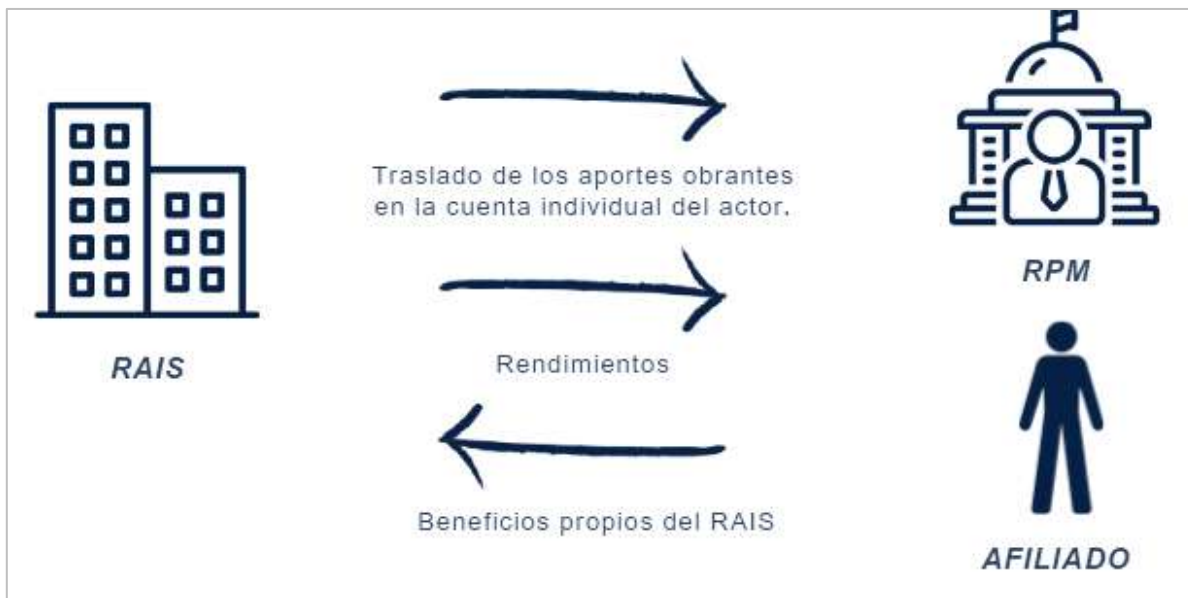 Traslado de los aportes obrantes
en la cuenta individual del actor.
RPM
RAIS
Rendimientos
Beneficios propios del RAIS
AFILIADO